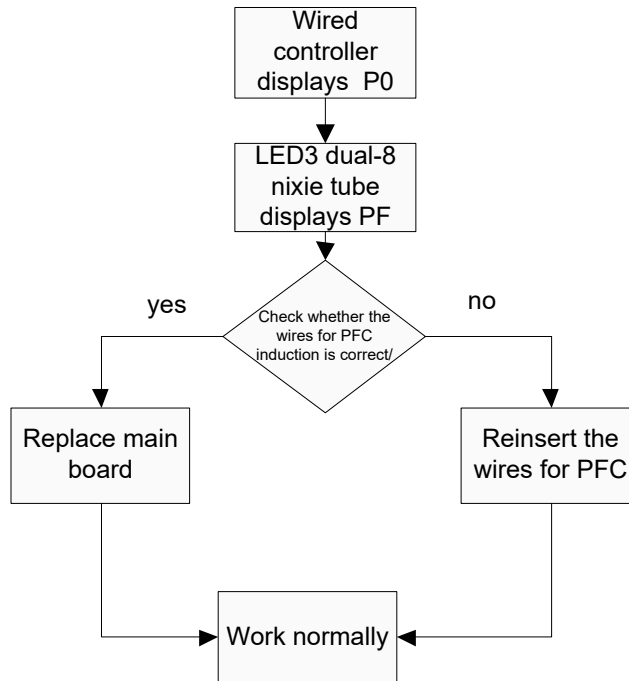 Wired
controller
displays  P0
LED3 dual-8
nixie tube
displays PF
yes
no
Check whether the
wires for PFC
induction is correct/
Replace main
board
Reinsert the
wires for PFC
Work normally